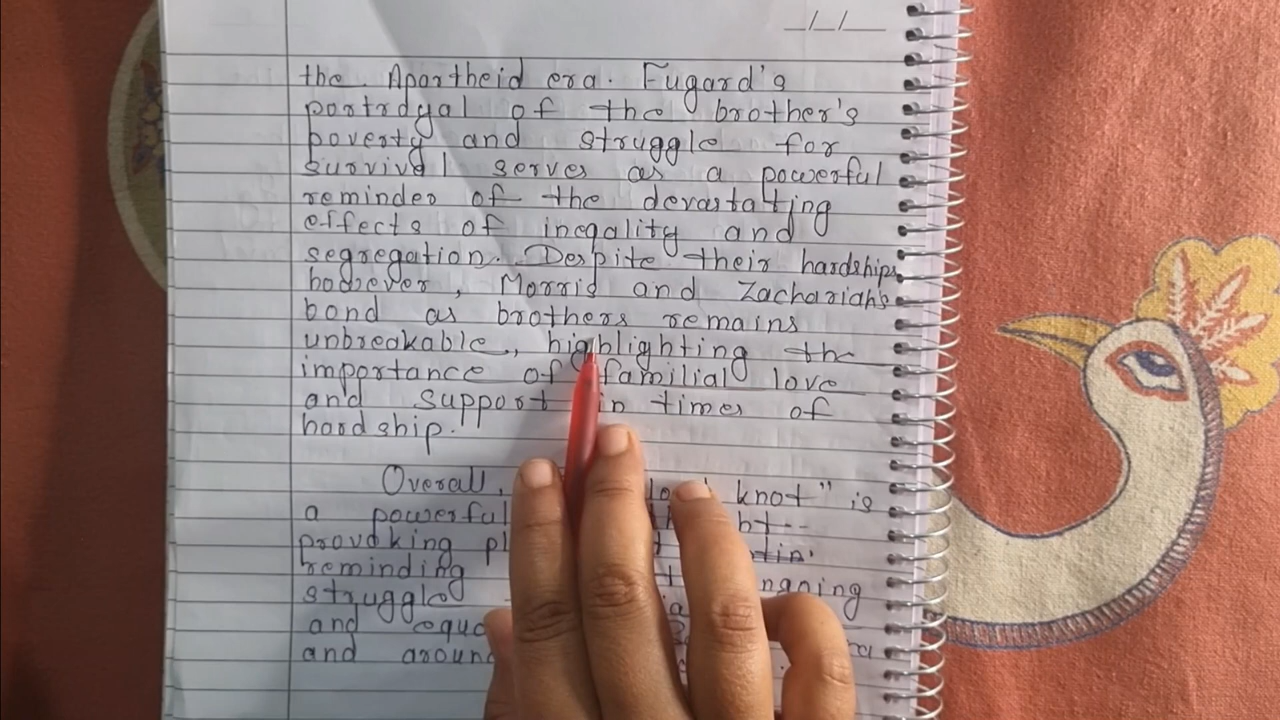 the Apartheid era. Fugard's
portrayal of the brother's
poverty and struggle for
survival serves as a powerful
reminder of the devastating
effects of ineqality and
segregation. Despite their hardships
however, Morris and Zachariah's
bond as brothers remains
unbreakable, highlighting the
importance of familial love
and support in times of
hardship.
Overall, knot" is
a powerful
provoking
reminding
struggle
and
and